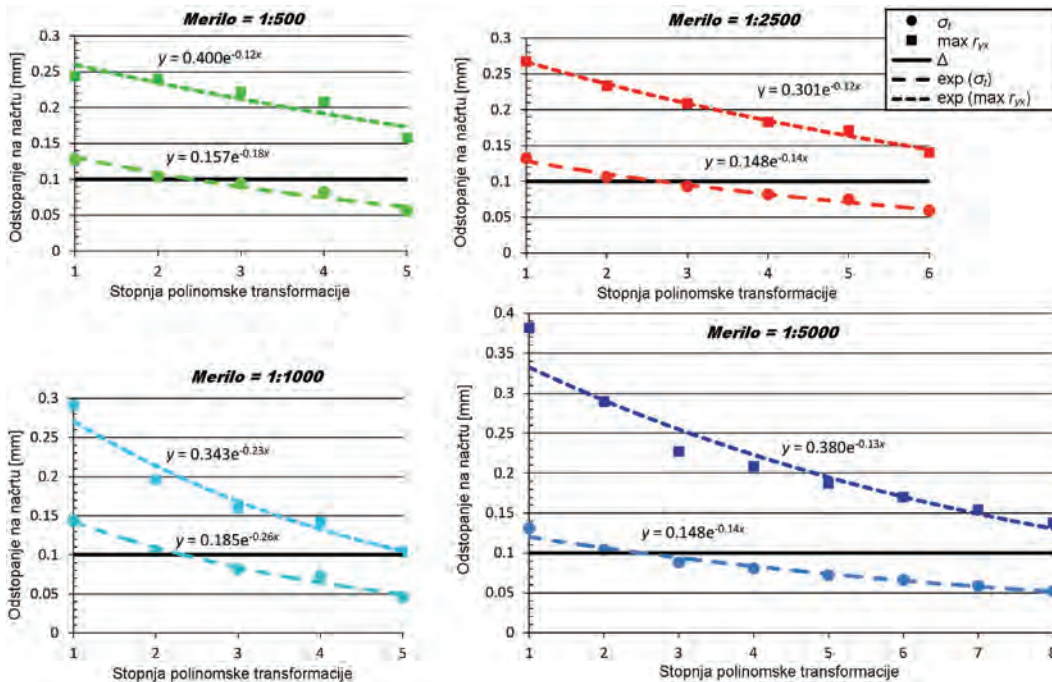 Merilo = 1:500
Odstopanje na načrtu [mm]
0.3
0.25
0.2
0.15
0.1
0.05
0
y = 0.400e^-0.12x
y = 0.157e^-0.18x
1 2 3 4 5
Stopnja polinomske transformacije
Merilo = 1:2500
Odstopanje na načrtu [mm]
0.3
0.25
0.2
0.15
0.1
0.05
0
y = 0.301e^-0.12x
y = 0.148e^-0.14x
1 2 3 4 5 6
Stopnja polinomske transformacije
σt
max ryx
Δ
exp (σt)
exp (max ryx)
Merilo = 1:1000
Odstopanje na načrtu [mm]
0.3
0.25
0.2
0.15
0.1
0.05
0
y = 0.343e^-0.23x
y = 0.185e^-0.26x
1 2 3 4 5
Stopnja polinomske transformacije
Merilo = 1:5000
Odstopanje na načrtu [mm]
0.4
0.35
0.3
0.25
0.2
0.15
0.1
0.05
0
y = 0.380e^-0.13x
y = 0.148e^-0.14x
1 2 3 4 5 6 7 8
Stopnja polinomske transformacije